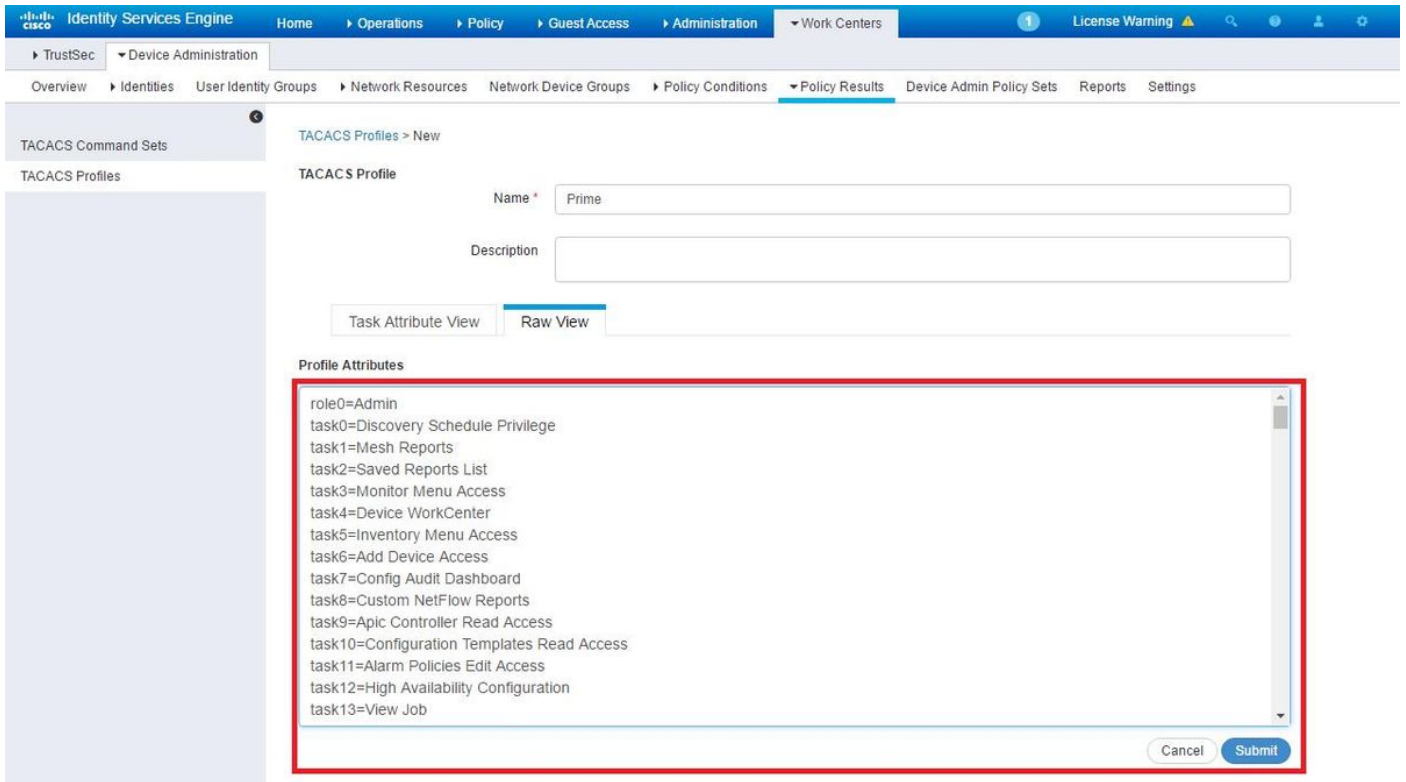 cisco Identity Services Engine Home Operations Policy Guest Access Administration Work Centers 1 License Warning
TrustSec Device Administration
Overview Identities User Identity Groups Network Resources Network Device Groups Policy Conditions Policy Results Device Admin Policy Sets Reports Settings
TACACS Command Sets
TACACS Profiles
TACACS Profiles > New
TACACS Profile
Name * Prime
Description
Task Attribute View Raw View
Profile Attributes
role0=Admin
task0=Discovery Schedule Privilege
task1=Mesh Reports
task2=Saved Reports List
task3=Monitor Menu Access
task4=Device WorkCenter
task5=Inventory Menu Access
task6=Add Device Access
task7=Config Audit Dashboard
task8=Custom NetFlow Reports
task9=Apic Controller Read Access
task10=Configuration Templates Read Access
task11=Alarm Policies Edit Access
task12=High Availability Configuration
task13=View Job
Cancel Submit